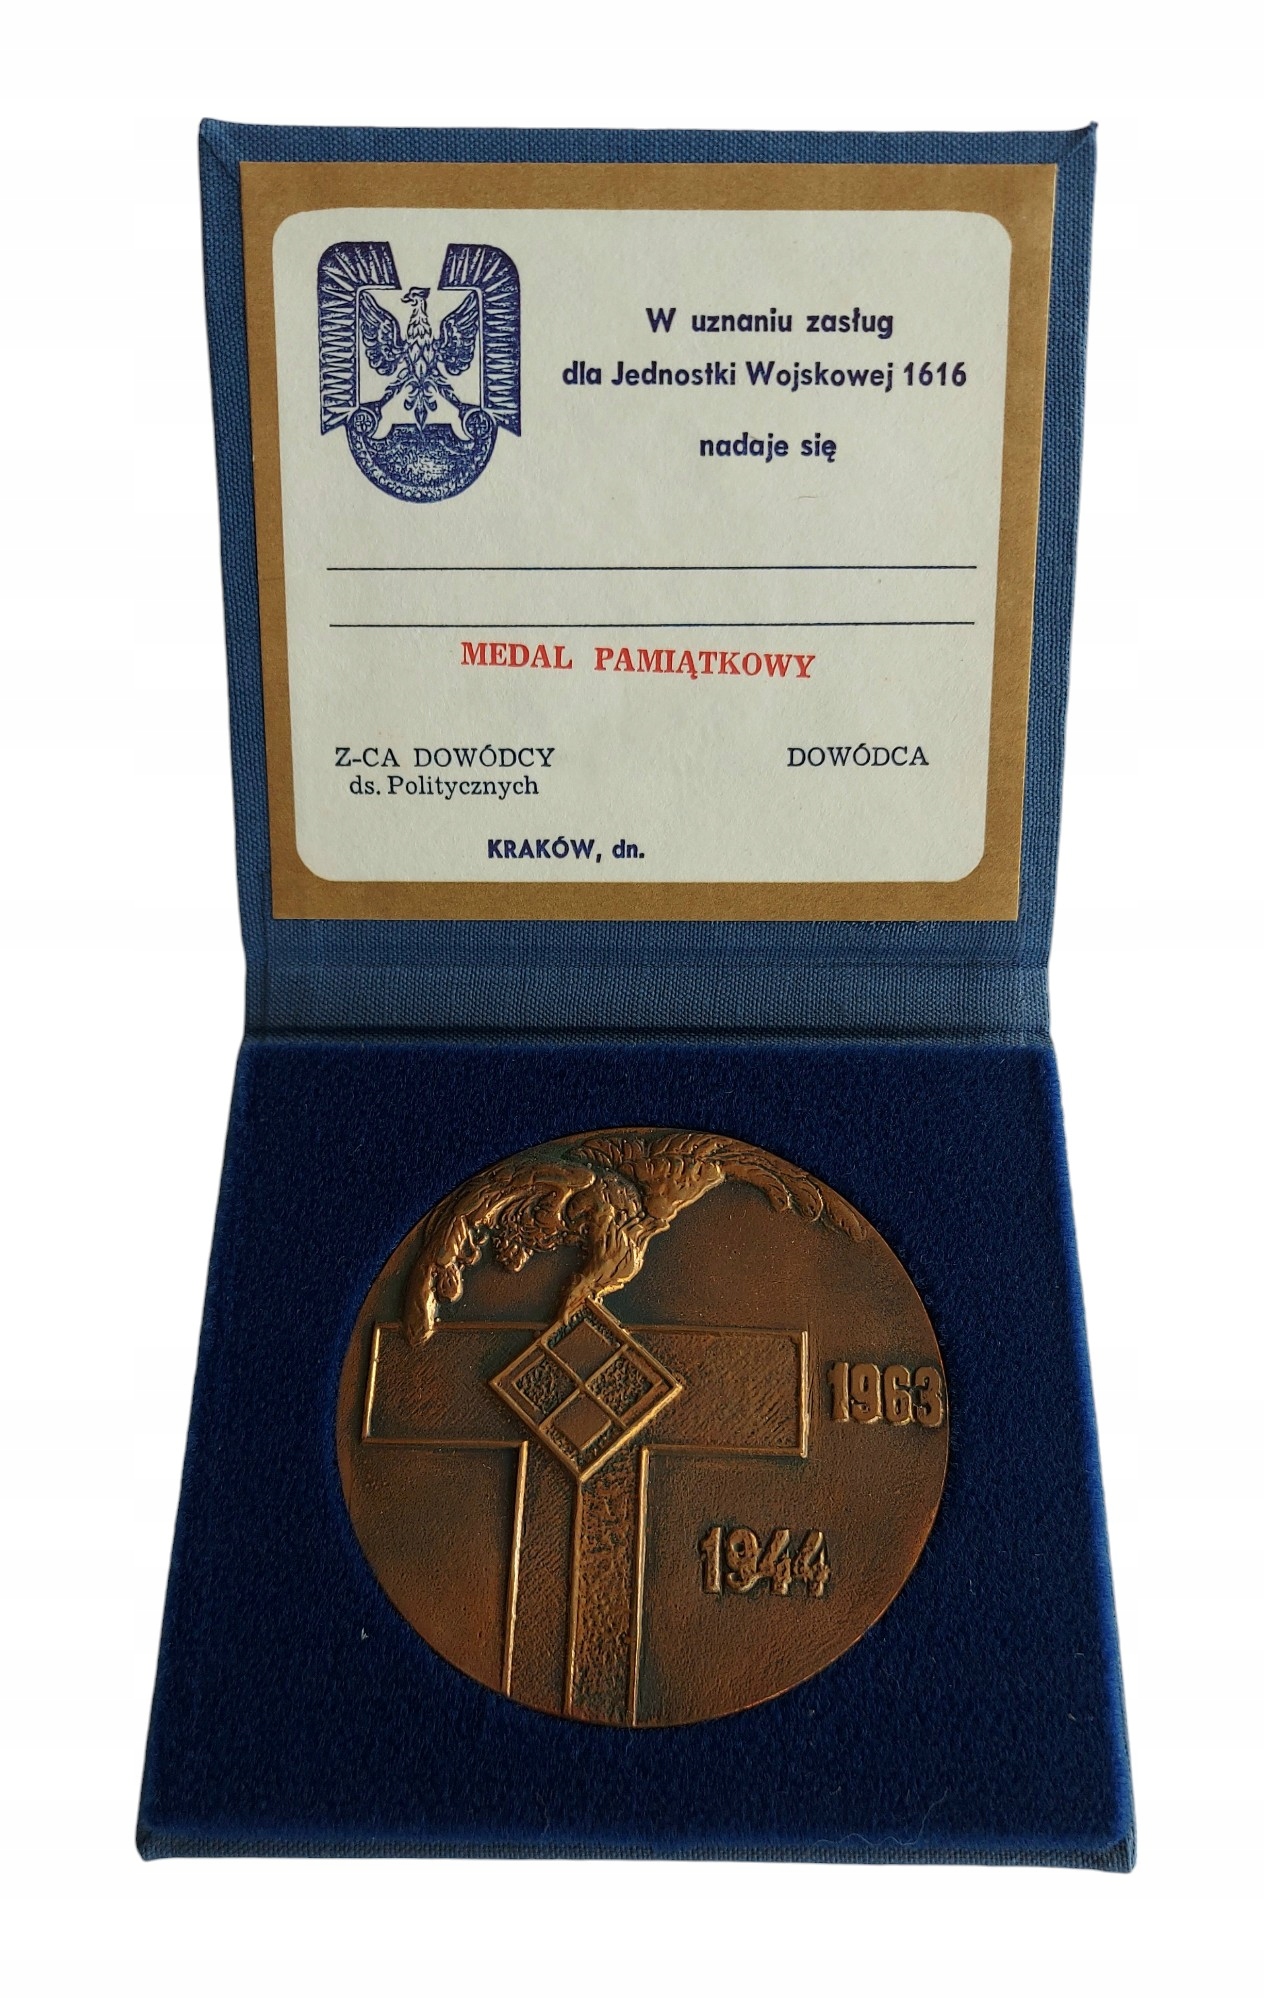 W uznaniu zasług
dla Jednostki Wojskowej 1616
nadaje się
MEDAL PAMIĄTKOWY
Z-CA DOWÓDCY
ds. Politycznych
DOWÓDCA
KRAKÓW, dn.
1963
1944